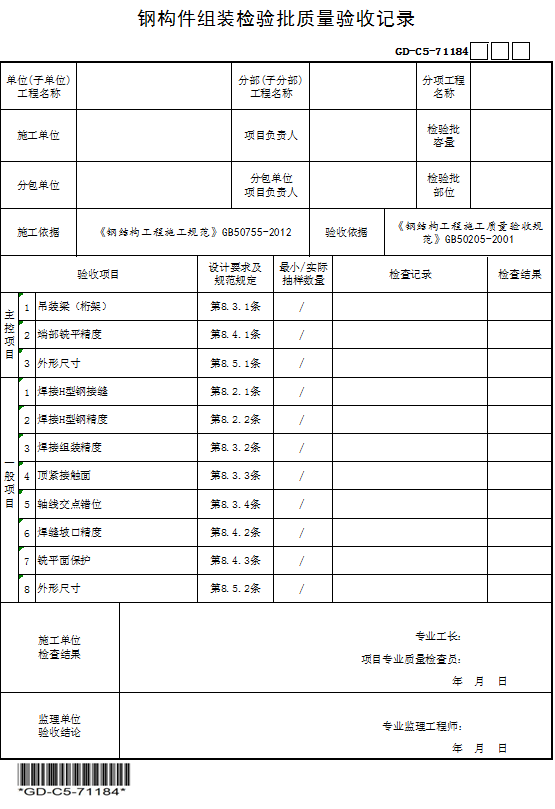 钢构件组装检验批质量验收记录
GD-C5-71184
单位(子单位)
工程名称
分部(子分部)
工程名称
分项工程
名称
施工单位
项目负责人
检验批
容量
分包单位
分包单位
项目负责人
检验批
部位
施工依据
《钢结构工程施工规范》GB50755-2012
验收依据
《钢结构工程施工质量验收规
范》GB50205-2001
验收项目
设计要求及
规范规定
最小/实际
抽样数量
检查记录
检查结果
主控项目
1 吊装梁（桁架） 第8.3.1条 /
2 端部铣平精度 第8.4.1条 /
3 外形尺寸 第8.5.1条 /
一般项目
1 焊接H型钢接缝 第8.2.1条 /
2 焊接H型钢精度 第8.2.2条 /
3 焊接组装精度 第8.3.2条 /
4 顶紧接触面 第8.3.3条 /
5 轴线交点错位 第8.3.4条 /
6 焊缝坡口精度 第8.4.2条 /
7 铣平面保护 第8.4.3条 /
8 外形尺寸 第8.5.2条 /
施工单位
检查结果
专业工长：
项目专业质量检查员：
年 月 日
监理单位
验收结论
专业监理工程师：
年 月 日
*GD-C5-71184*